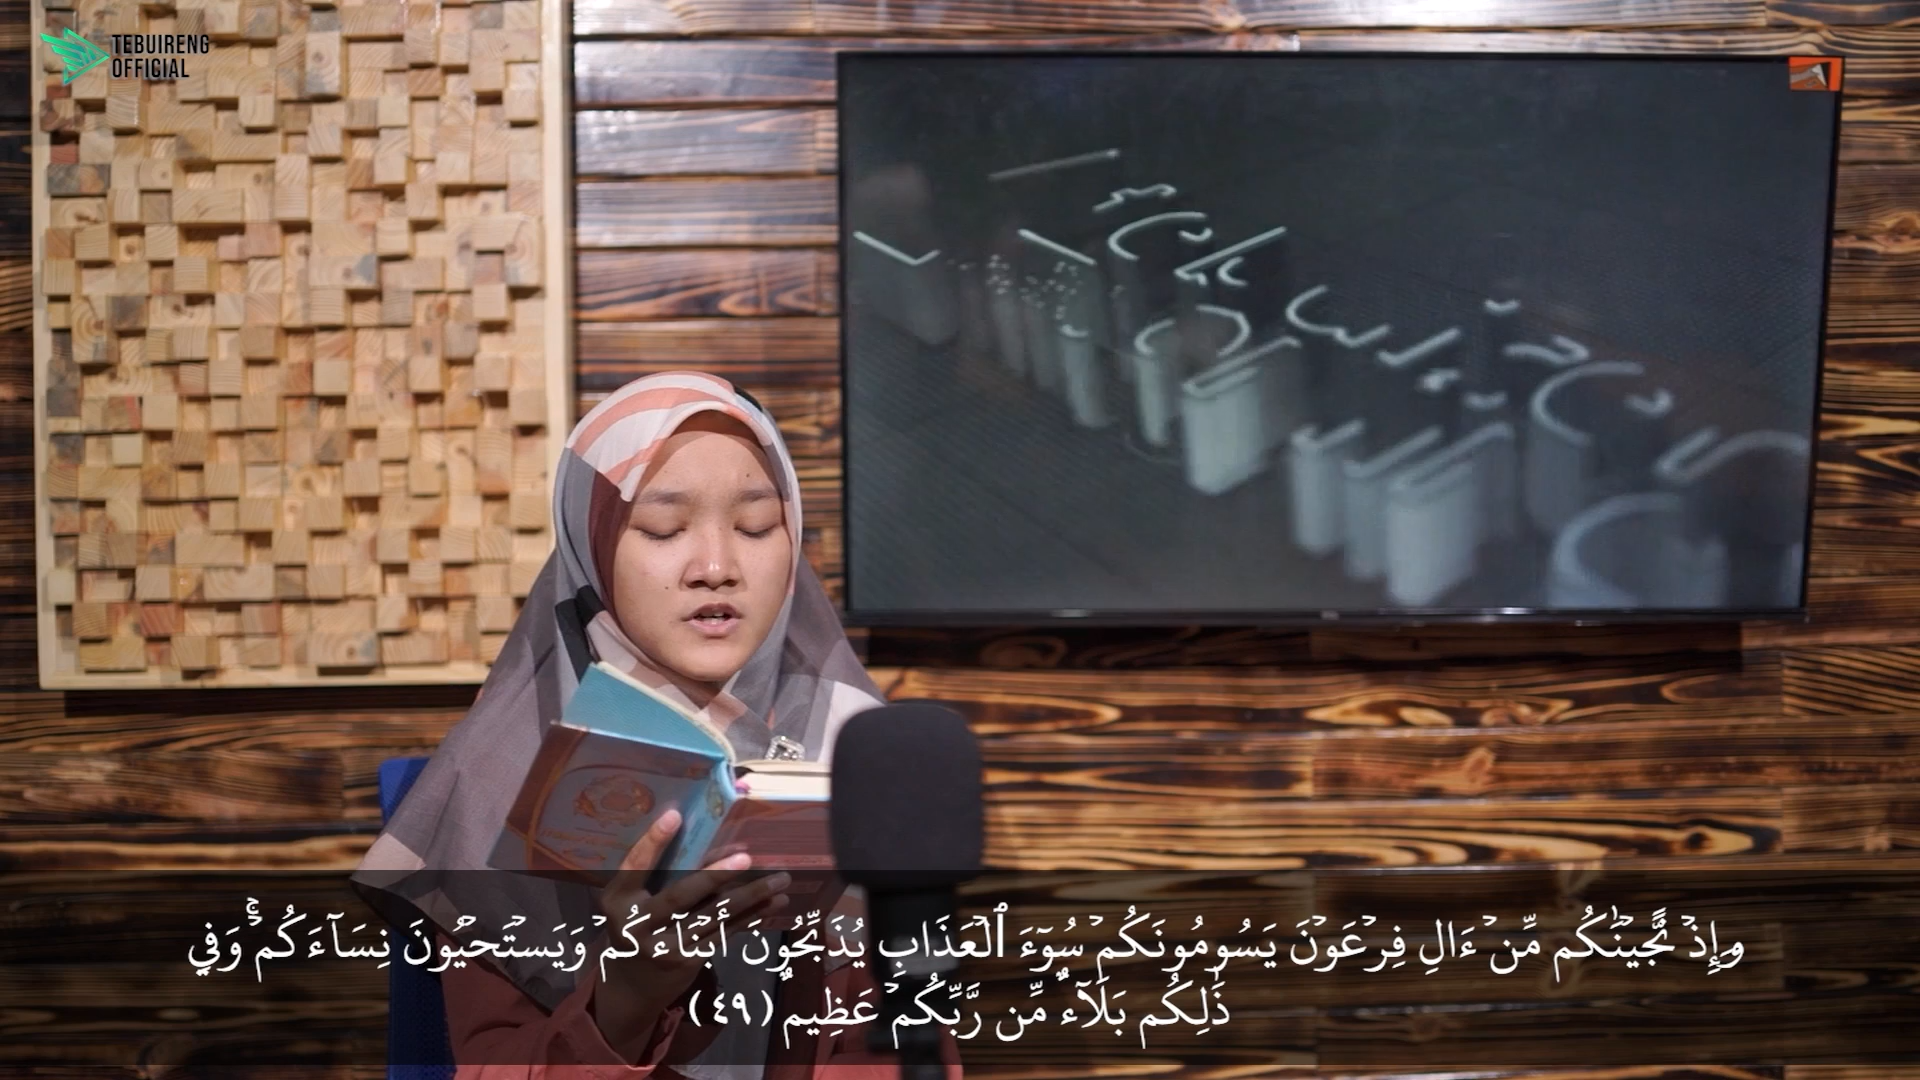 TEBUIRENG
OFFICIAL
وَإِذۡ نَجَّيۡنَٰكُم مِّنۡ ءَالِ فِرۡعَوۡنَ يَسُومُونَكُمۡ سُوٓءَ ٱلۡعَذَابِ يُذَبِّحُونَ أَبۡنَآءَكُمۡ وَيَسۡتَحۡيُونَ نِسَآءَكُمۡۚ وَفِي
ذَٰلِكُم بَلَآءٞ مِّن رَّبِّكُمۡ عَظِيمٞ (٤٩)